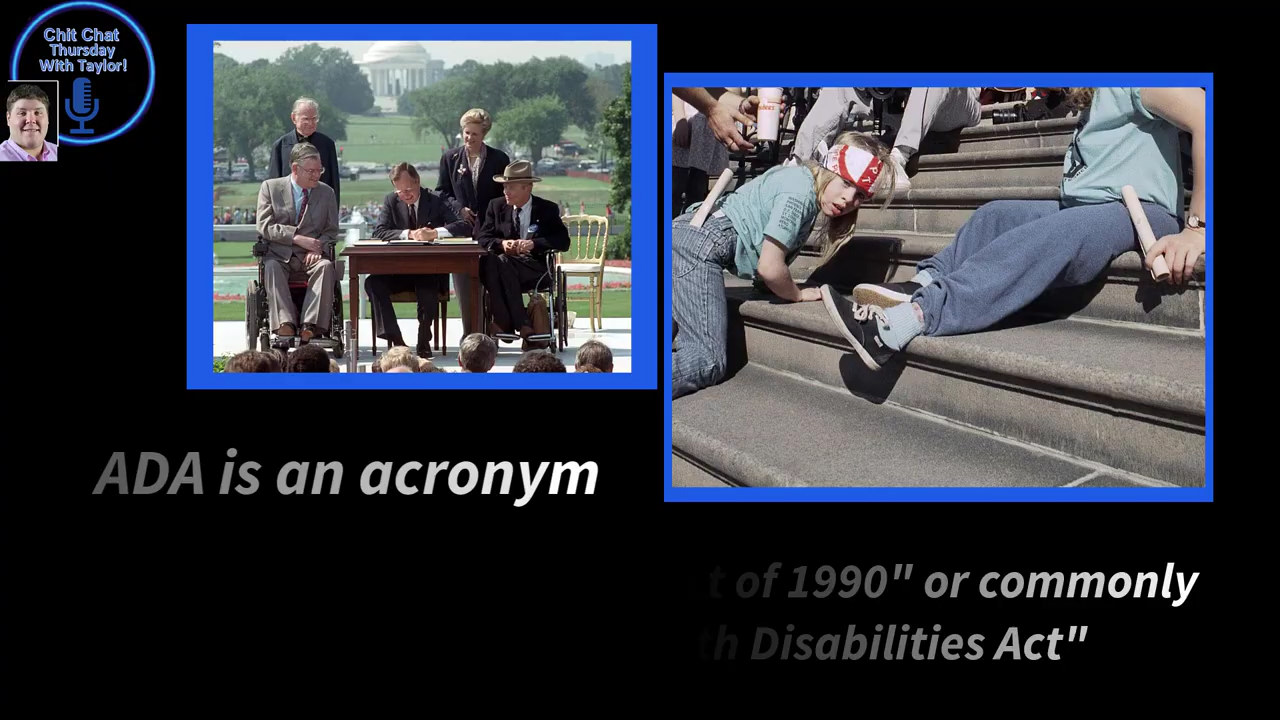 Chit Chat
Thursday
With Taylor!
ADA is an acronym
of 1990" or commonly
Disabilities Act"